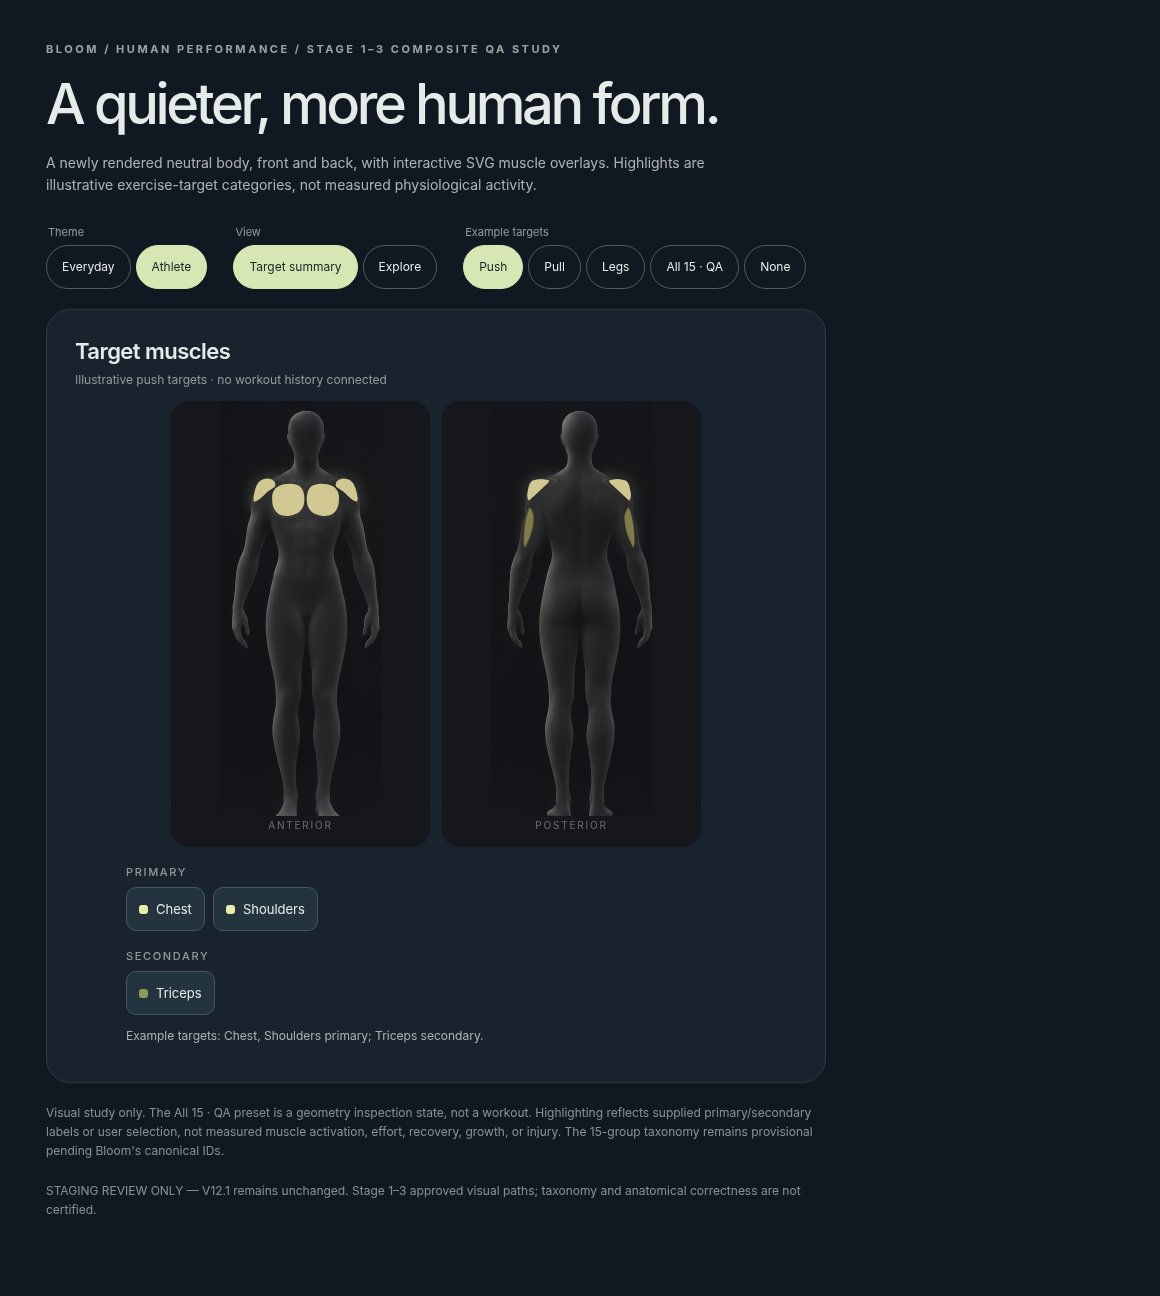 BLOOM / HUMAN PERFORMANCE / STAGE 1–3 COMPOSITE QA STUDY
A quieter, more human form.
A newly rendered neutral body, front and back, with interactive SVG muscle overlays. Highlights are
illustrative exercise-target categories, not measured physiological activity.
Theme
View
Example targets
Everyday
Athlete
Target summary
Explore
Push
Pull
Legs
All 15 · QA
None
Target muscles
Illustrative push targets · no workout history connected
ANTERIOR
POSTERIOR
PRIMARY
Chest
Shoulders
SECONDARY
Triceps
Example targets: Chest, Shoulders primary; Triceps secondary.
Visual study only. The All 15 · QA preset is a geometry inspection state, not a workout. Highlighting reflects supplied primary/secondary
labels or user selection, not measured muscle activation, effort, recovery, growth, or injury. The 15-group taxonomy remains provisional
pending Bloom's canonical IDs.
STAGING REVIEW ONLY — V12.1 remains unchanged. Stage 1–3 approved visual paths; taxonomy and anatomical correctness are not
certified.